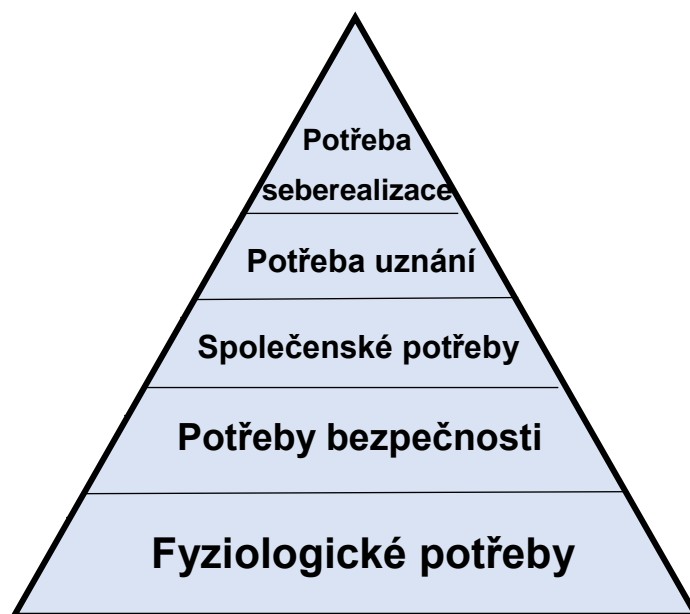 Potřeba
seberealizace
Potřeba uznání
Společenské potřeby
Potřeby bezpečnosti
Fyziologické potřeby